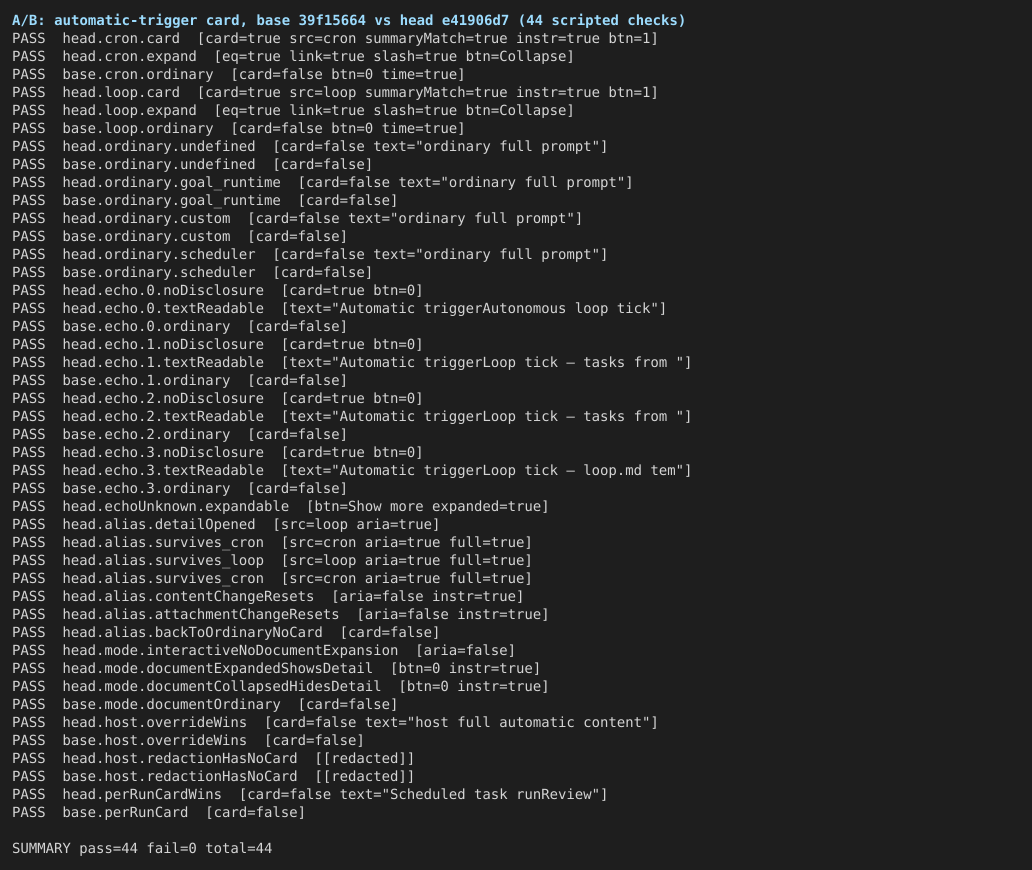 A/B: automatic-trigger card, base 39f15664 vs head e41906d7 (44 scripted checks)
PASS  head.cron.card  [card=true src=cron summaryMatch=true instr=true btn=1]
PASS  head.cron.expand  [eq=true link=true slash=true btn=Collapse]
PASS  base.cron.ordinary  [card=false btn=0 time=true]
PASS  head.loop.card  [card=true src=loop summaryMatch=true instr=true btn=1]
PASS  head.loop.expand  [eq=true link=true slash=true btn=Collapse]
PASS  base.loop.ordinary  [card=false btn=0 time=true]
PASS  head.ordinary.undefined  [card=false text="ordinary full prompt"]
PASS  base.ordinary.undefined  [card=false]
PASS  head.ordinary.goal_runtime  [card=false text="ordinary full prompt"]
PASS  base.ordinary.goal_runtime  [card=false]
PASS  head.ordinary.custom  [card=false text="ordinary full prompt"]
PASS  base.ordinary.custom  [card=false]
PASS  head.ordinary.scheduler  [card=false text="ordinary full prompt"]
PASS  base.ordinary.scheduler  [card=false]
PASS  head.echo.0.noDisclosure  [card=true btn=0]
PASS  head.echo.0.textReadable  [text="Automatic triggerAutonomous loop tick"]
PASS  base.echo.0.ordinary  [card=false]
PASS  head.echo.1.noDisclosure  [card=true btn=0]
PASS  head.echo.1.textReadable  [text="Automatic triggerLoop tick — tasks from "]
PASS  base.echo.1.ordinary  [card=false]
PASS  head.echo.2.noDisclosure  [card=true btn=0]
PASS  head.echo.2.textReadable  [text="Automatic triggerLoop tick — tasks from "]
PASS  base.echo.2.ordinary  [card=false]
PASS  head.echo.3.noDisclosure  [card=true btn=0]
PASS  head.echo.3.textReadable  [text="Automatic triggerLoop tick — loop.md tem"]
PASS  base.echo.3.ordinary  [card=false]
PASS  head.echoUnknown.expandable  [btn=Show more expanded=true]
PASS  head.alias.detailOpened  [src=loop aria=true]
PASS  head.alias.survives_cron  [src=cron aria=true full=true]
PASS  head.alias.survives_loop  [src=loop aria=true full=true]
PASS  head.alias.survives_cron  [src=cron aria=true full=true]
PASS  head.alias.contentChangeResets  [aria=false instr=true]
PASS  head.alias.attachmentChangeResets  [aria=false instr=true]
PASS  head.alias.backToOrdinaryNoCard  [card=false]
PASS  head.mode.interactiveNoDocumentExpansion  [aria=false]
PASS  head.mode.documentExpandedShowsDetail  [btn=0 instr=true]
PASS  head.mode.documentCollapsedHidesDetail  [btn=0 instr=true]
PASS  base.mode.documentOrdinary  [card=false]
PASS  head.host.overrideWins  [card=false text="host full automatic content"]
PASS  base.host.overrideWins  [card=false]
PASS  head.host.redactionHasNoCard  [[redacted]]
PASS  base.host.redactionHasNoCard  [[redacted]]
PASS  head.perRunCardWins  [card=false text="Scheduled task runReview"]
PASS  base.perRunCard  [card=false]
SUMMARY pass=44 fail=0 total=44